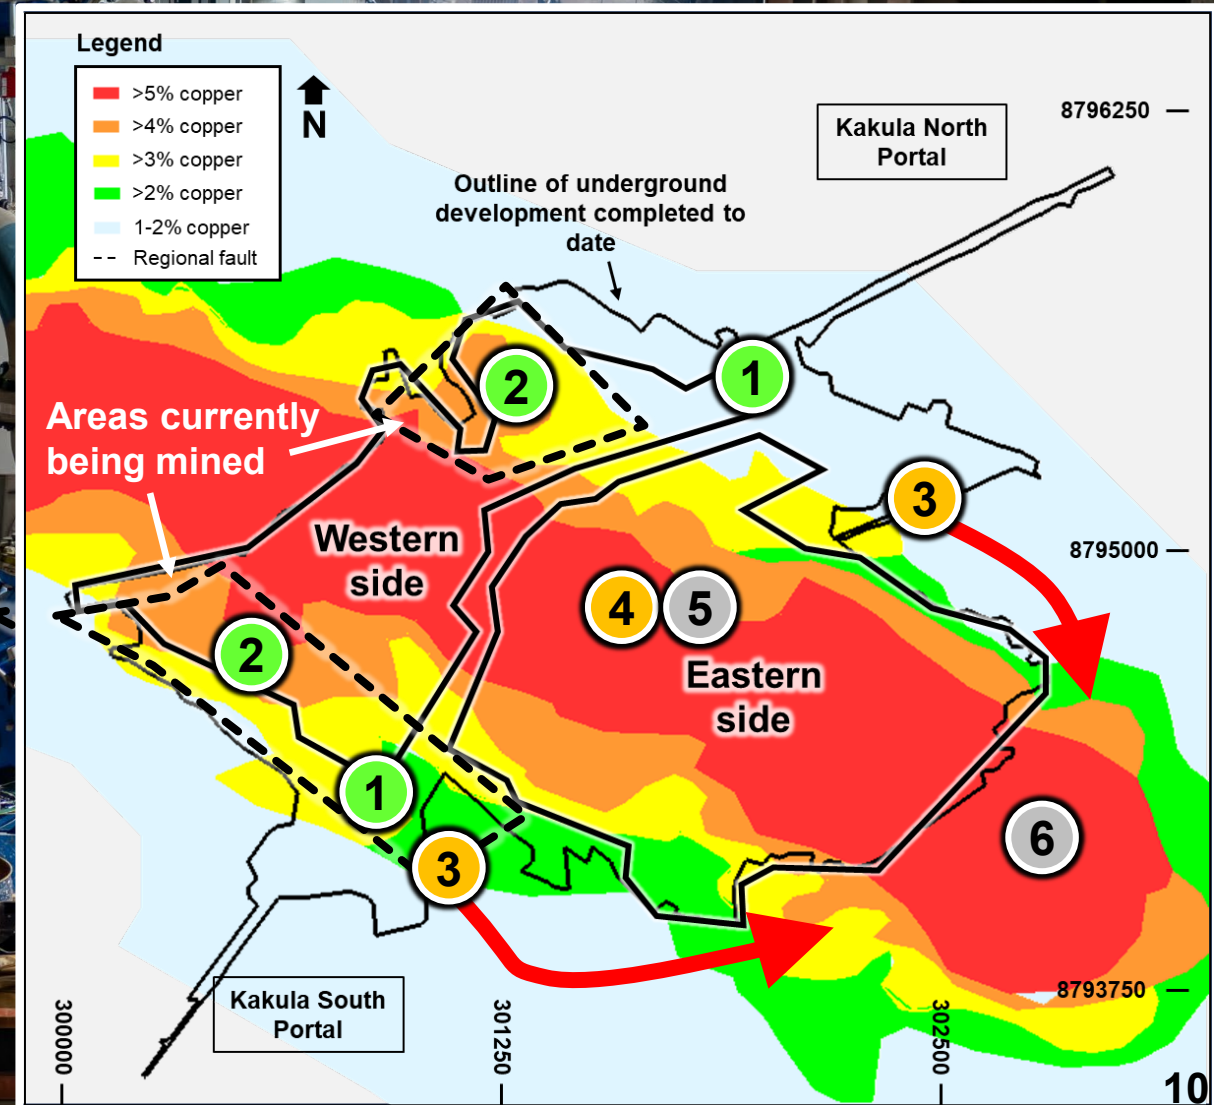 Legend
>5% copper
>4% copper
>3% copper
>2% copper
1-2% copper
Regional fault
N
8796250
Kakula North
Portal
Outline of underground
development completed to
date
1
2
Areas currently
being mined
3
Western
side
8795000
4
5
2
Eastern
side
1
6
3
Kakula South
Portal
8793750
300000
301250
302500
10